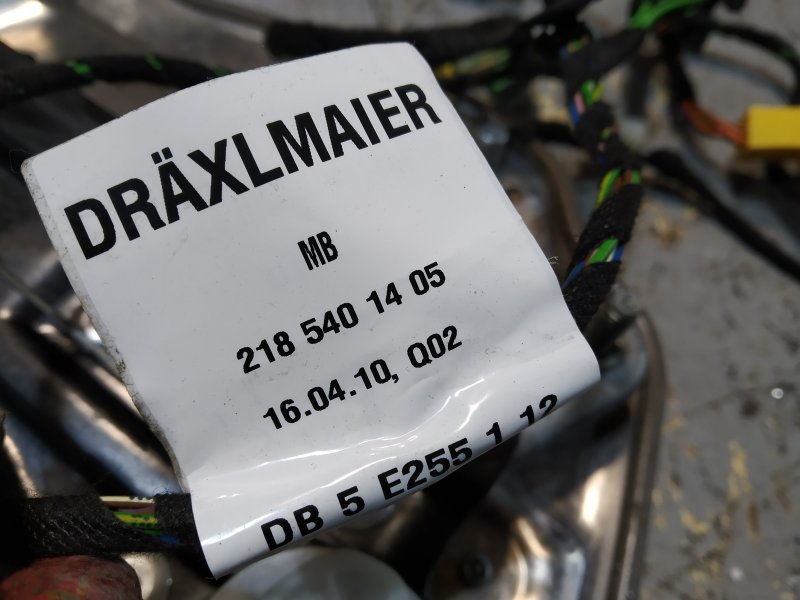 DRÄXLMAIER
MB
218 540 14 05
16.04.10, Q02
DB 5 E255 1 12